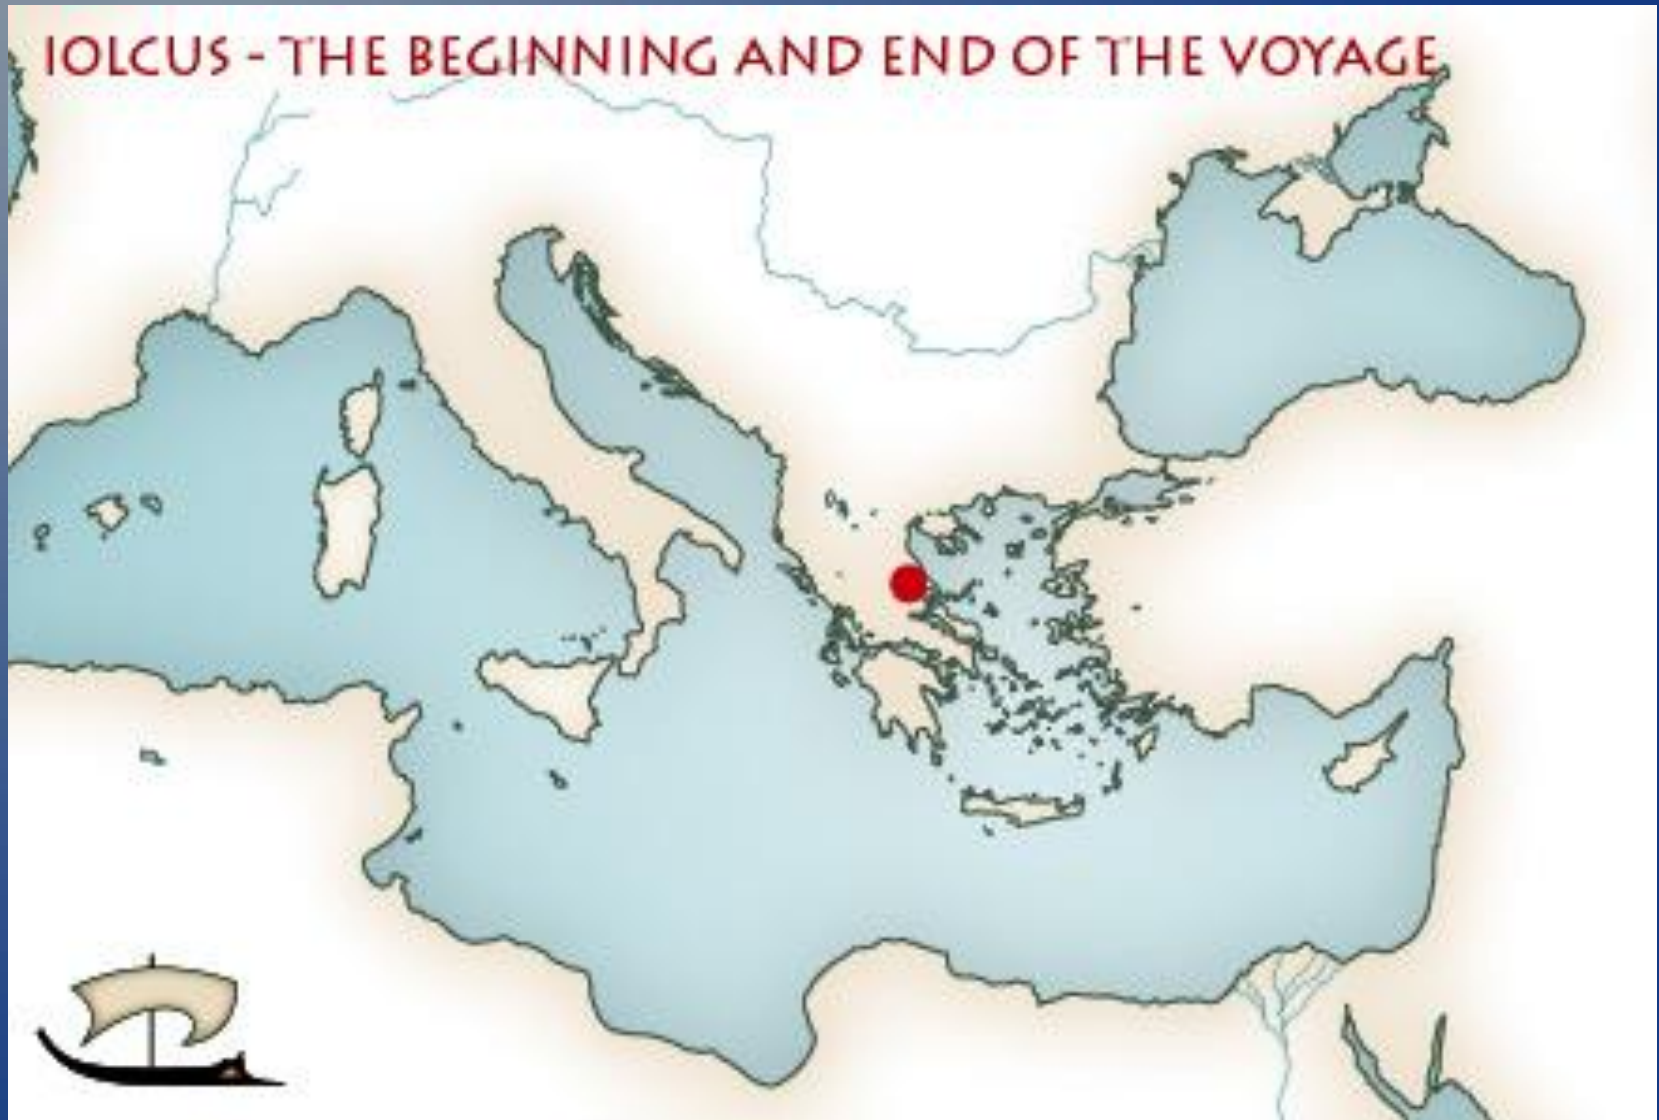 IOLCUS - THE BEGINNING AND END OF THE VOYAGE